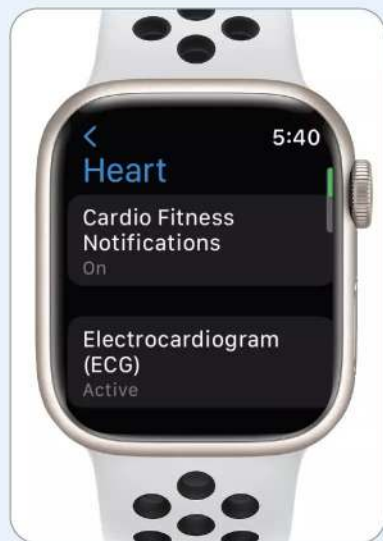 5:40
Heart
Cardio Fitness
Notifications
On
Electrocardiogram
(ECG)
Active